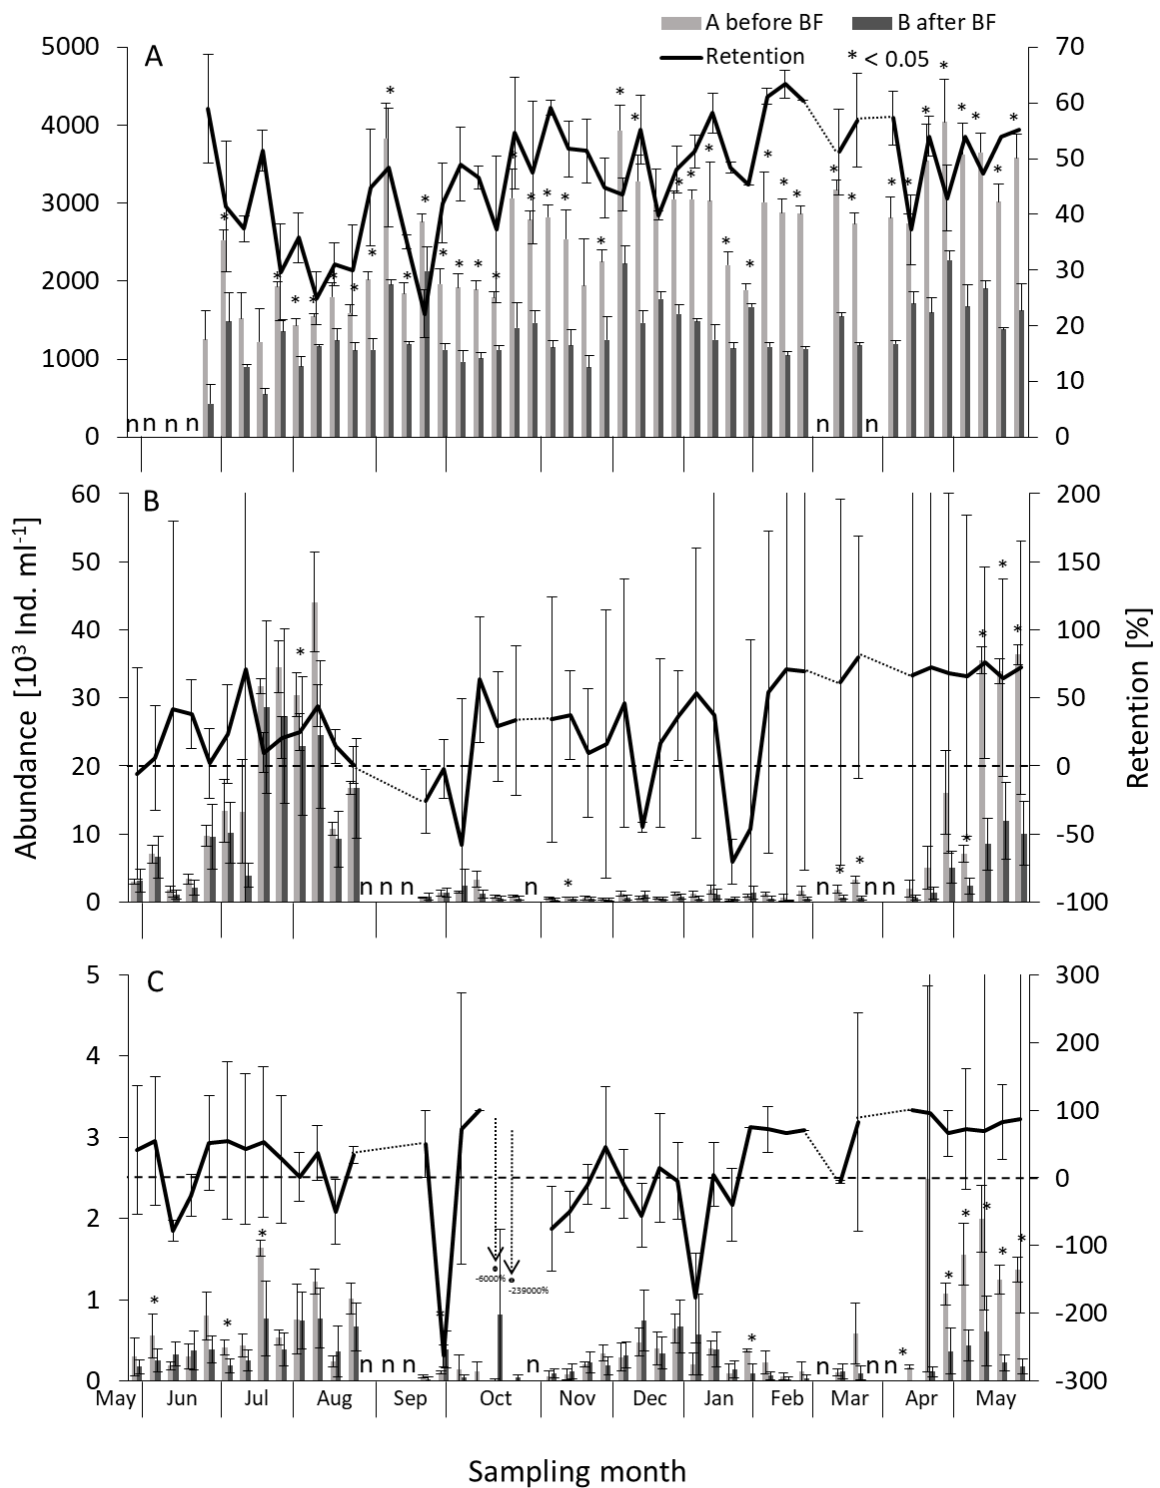 A before BF B after BF
Retention * < 0.05
A
5000 70
60
4000
50
3000 40
30
2000
20
1000
10
0 0
n n n n n n
B
60 200
50 150
40 100
30 50
20 0
10 -50
0 -100
n n n n n n n
C
5 300
4 200
3 100
0
2 -100
1 -200
0 -300
-6000%
-239000%
n n n n n n n
May Jun Jul Aug Sep Oct Nov Dec Jan Feb Mar Apr May
Sampling month
Abundance [10³ Ind. ml⁻¹]
Retention [%]